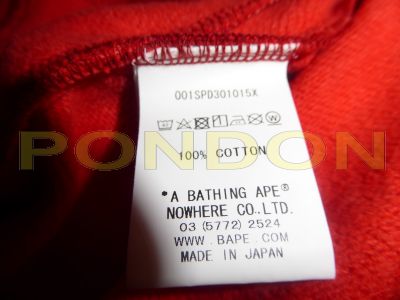 001SPD301015X
PONDON
100% COTTON
*A BATHING APE®
NOWHERE CO.,LTD.
03 (5772) 2524
WWW.BAPE.COM
MADE IN JAPAN